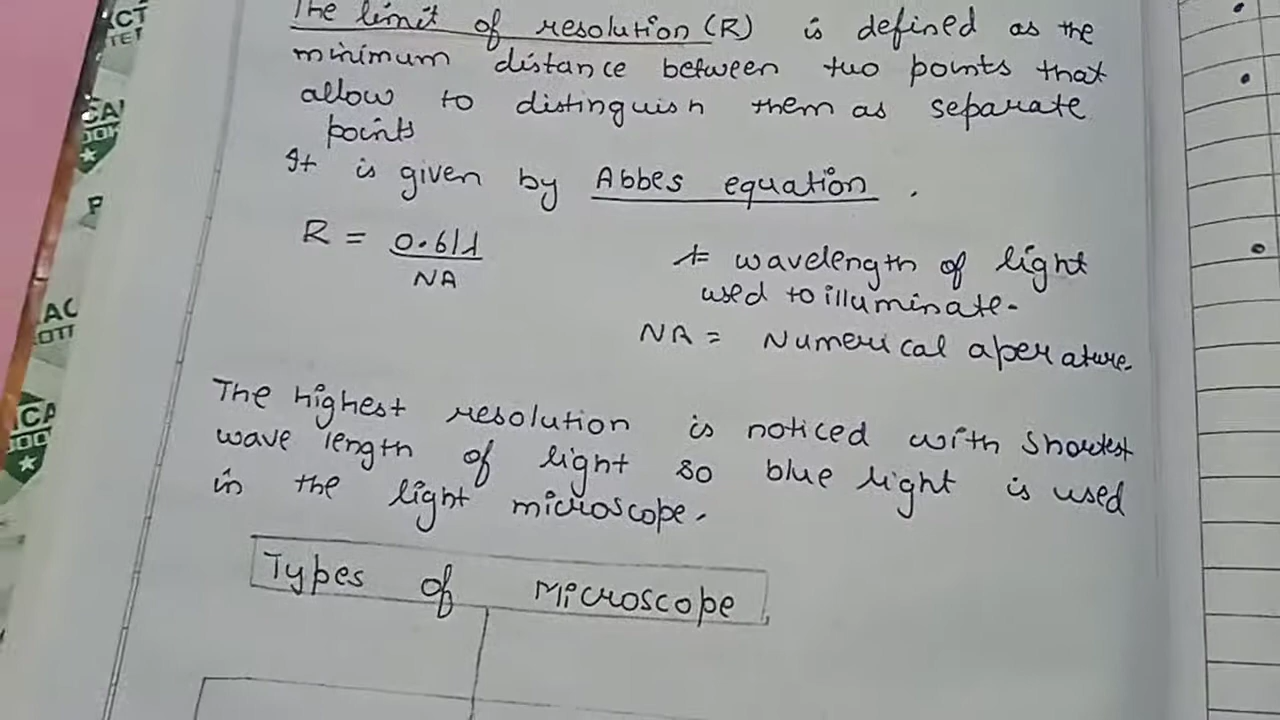 The limit of resolution (R) is defined as the
minimum distance between two points that
allow to distinguish them as separate
points
It is given by Abbes equation .
R = 0.61λ
NA
λ= wavelength of light
used to illuminate.
NA = Numerical aperature.
The highest resolution is noticed with shortest
wave length of light so blue light is used
in the light microscope.
Types of Microscope